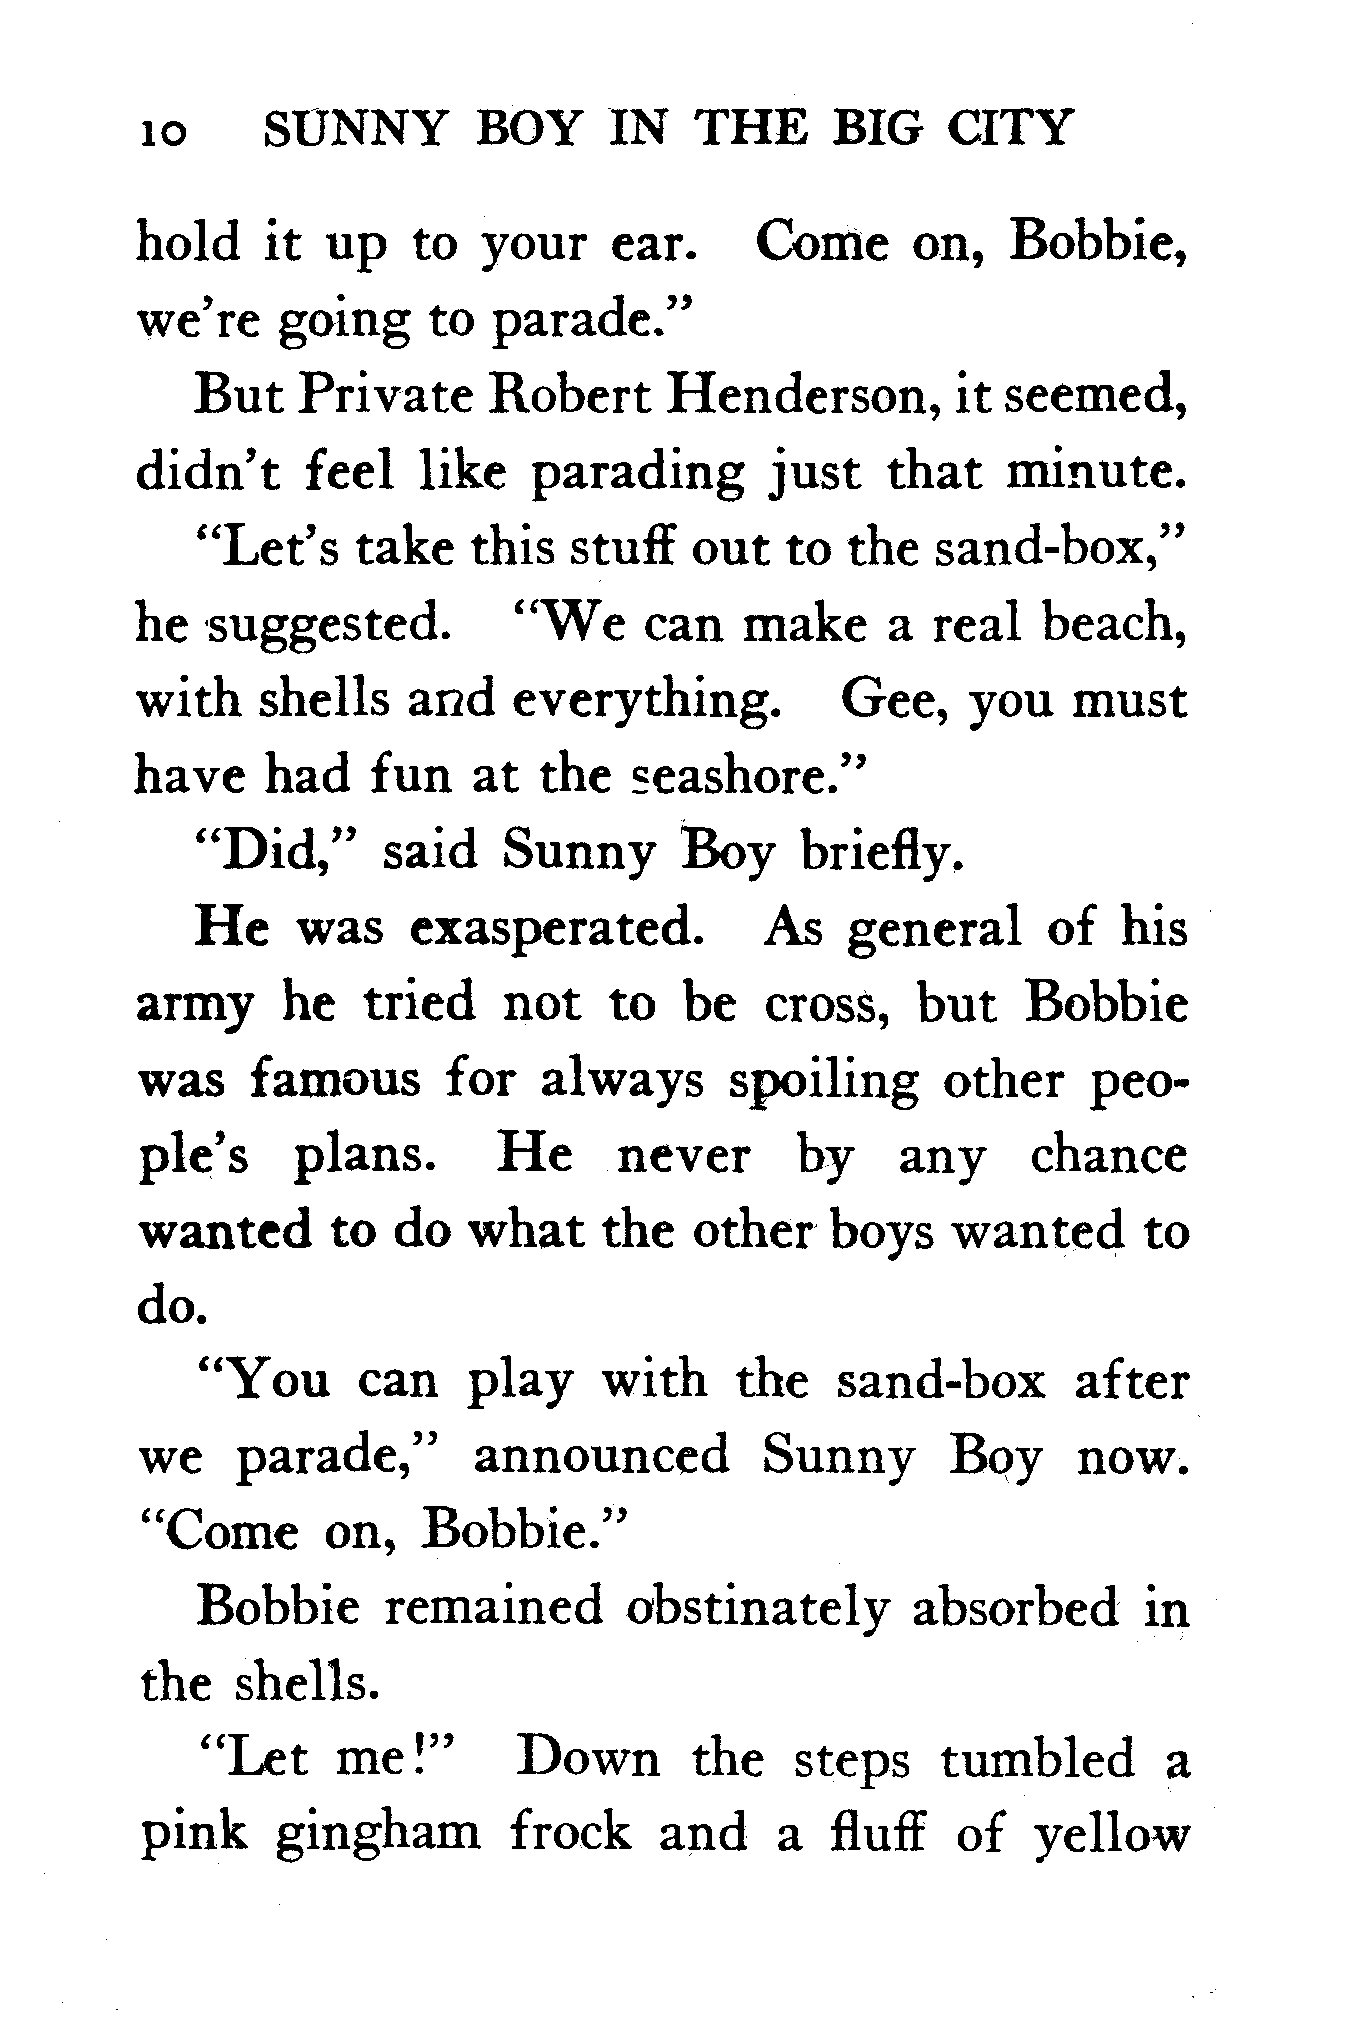 10 SUNNY BOY IN THE BIG CITY
hold it up to your ear. Come on, Bobbie,
we're going to parade."
But Private Robert Henderson, it seemed,
didn't feel like parading just that minute.
"Let's take this stuff out to the sand-box,"
he suggested. "We can make a real beach,
with shells and everything. Gee, you must
have had fun at the seashore."
"Did," said Sunny Boy briefly.
He was exasperated. As general of his
army he tried not to be cross, but Bobbie
was famous for always spoiling other peo-
ple's plans. He never by any chance
wanted to do what the other boys wanted to
do.
"You can play with the sand-box after
we parade," announced Sunny Boy now.
"Come on, Bobbie."
Bobbie remained obstinately absorbed in
the shells.
"Let me!" Down the steps tumbled a
pink gingham frock and a fluff of yellow